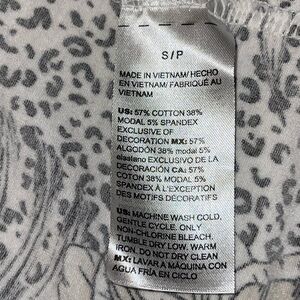 S/P
MADE IN VIETNAM/ HECHO
EN VIETNAM/ FABRIQUÉ AU
VIETNAM
US: 57% COTTON 38%
MODAL 5% SPANDEX
EXCLUSIVE OF
DECORATION MX: 57%
ALGODÓN 38% modal 5%
elastano EXCLUSIVO DE LA
DECORACIÓN CA: 57%
COTON 38% MODAL 5%
SPANDEX À L'EXCEPTION
DES MOTIFS DÉCORATIFS
US: MACHINE WASH COLD,
GENTLE CYCLE, ONLY
NON-CHLORINE BLEACH,
TUMBLE DRY LOW, WARM
IRON, DO NOT DRY CLEAN
MX: LAVAR A MÁQUINA CON
AGUA FRÍA EN CICLO